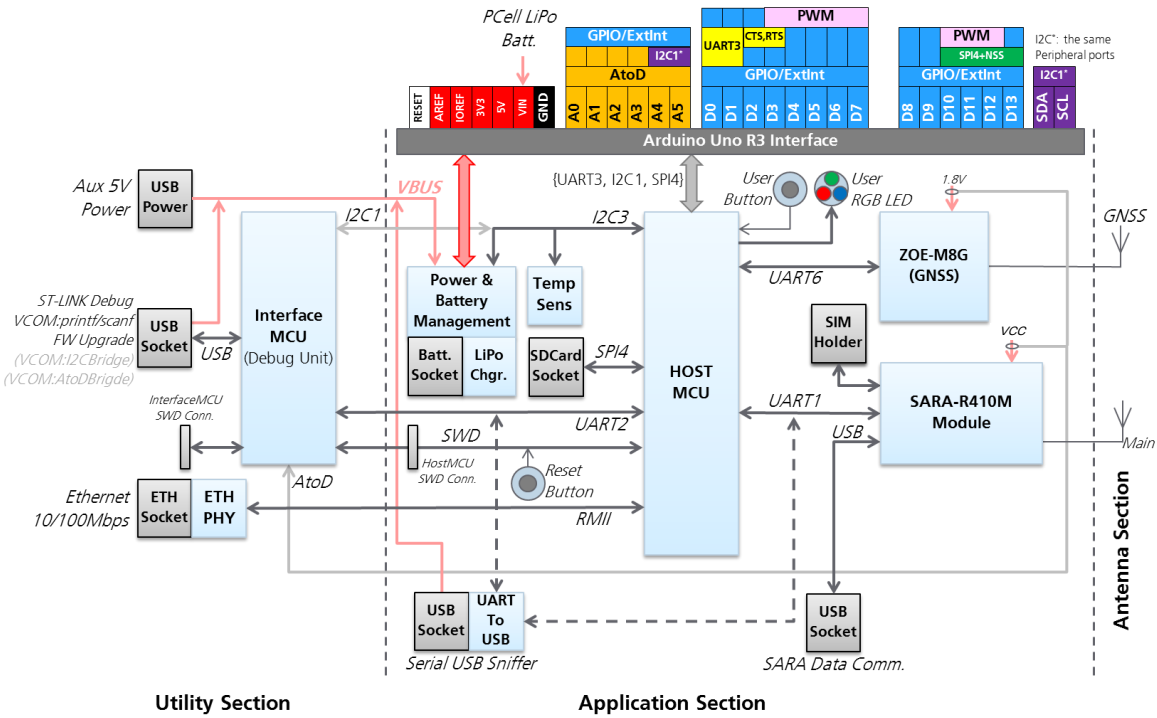 PCell LiPo
Batt.
GPIO/ExtInt
I2C1*
AtoD
PWM
UART3
CTS,RTS
GPIO/ExtInt
PWM
SPI4+NSS
GPIO/ExtInt
I2C*: the same
Peripheral ports
I2C1*
RESET
AREF
IOREF
3V3
5V
VIN
GND
A0
A1
A2
A3
A4
A5
D0
D1
D2
D3
D4
D5
D6
D7
D8
D9
D10
D11
D12
D13
SDA
SCL
Arduino Uno R3 Interface
Aux 5V
Power
USB
Power
VBUS
{UART3, I2C1, SPI4}
User
Button
User
RGB LED
1.8V
GNSS
I2C1
I2C3
ZOE-M8G
(GNSS)
UART6
Power &
Battery
Management
Temp
Sens
ST-LINK Debug
VCOM:printf/scanf
FW Upgrade
(VCOM:I2CBridge)
(VCOM:AtoDBrigde)
USB
Socket
USB
Interface
MCU
(Debug Unit)
Batt.
Socket
LiPo
Chgr.
SDCard
Socket
SPI4
HOST
MCU
SIM
Holder
VCC
SARA-R410M
Module
UART1
USB
Main
InterfaceMCU
SWD Conn.
UART2
SWD
HostMCU
SWD Conn.
Reset
Button
AtoD
Ethernet
10/100Mbps
ETH
Socket
ETH
PHY
RMII
USB
Socket
UART
To
USB
Serial USB Sniffer
USB
Socket
SARA Data Comm.
Antenna Section
Utility Section
Application Section